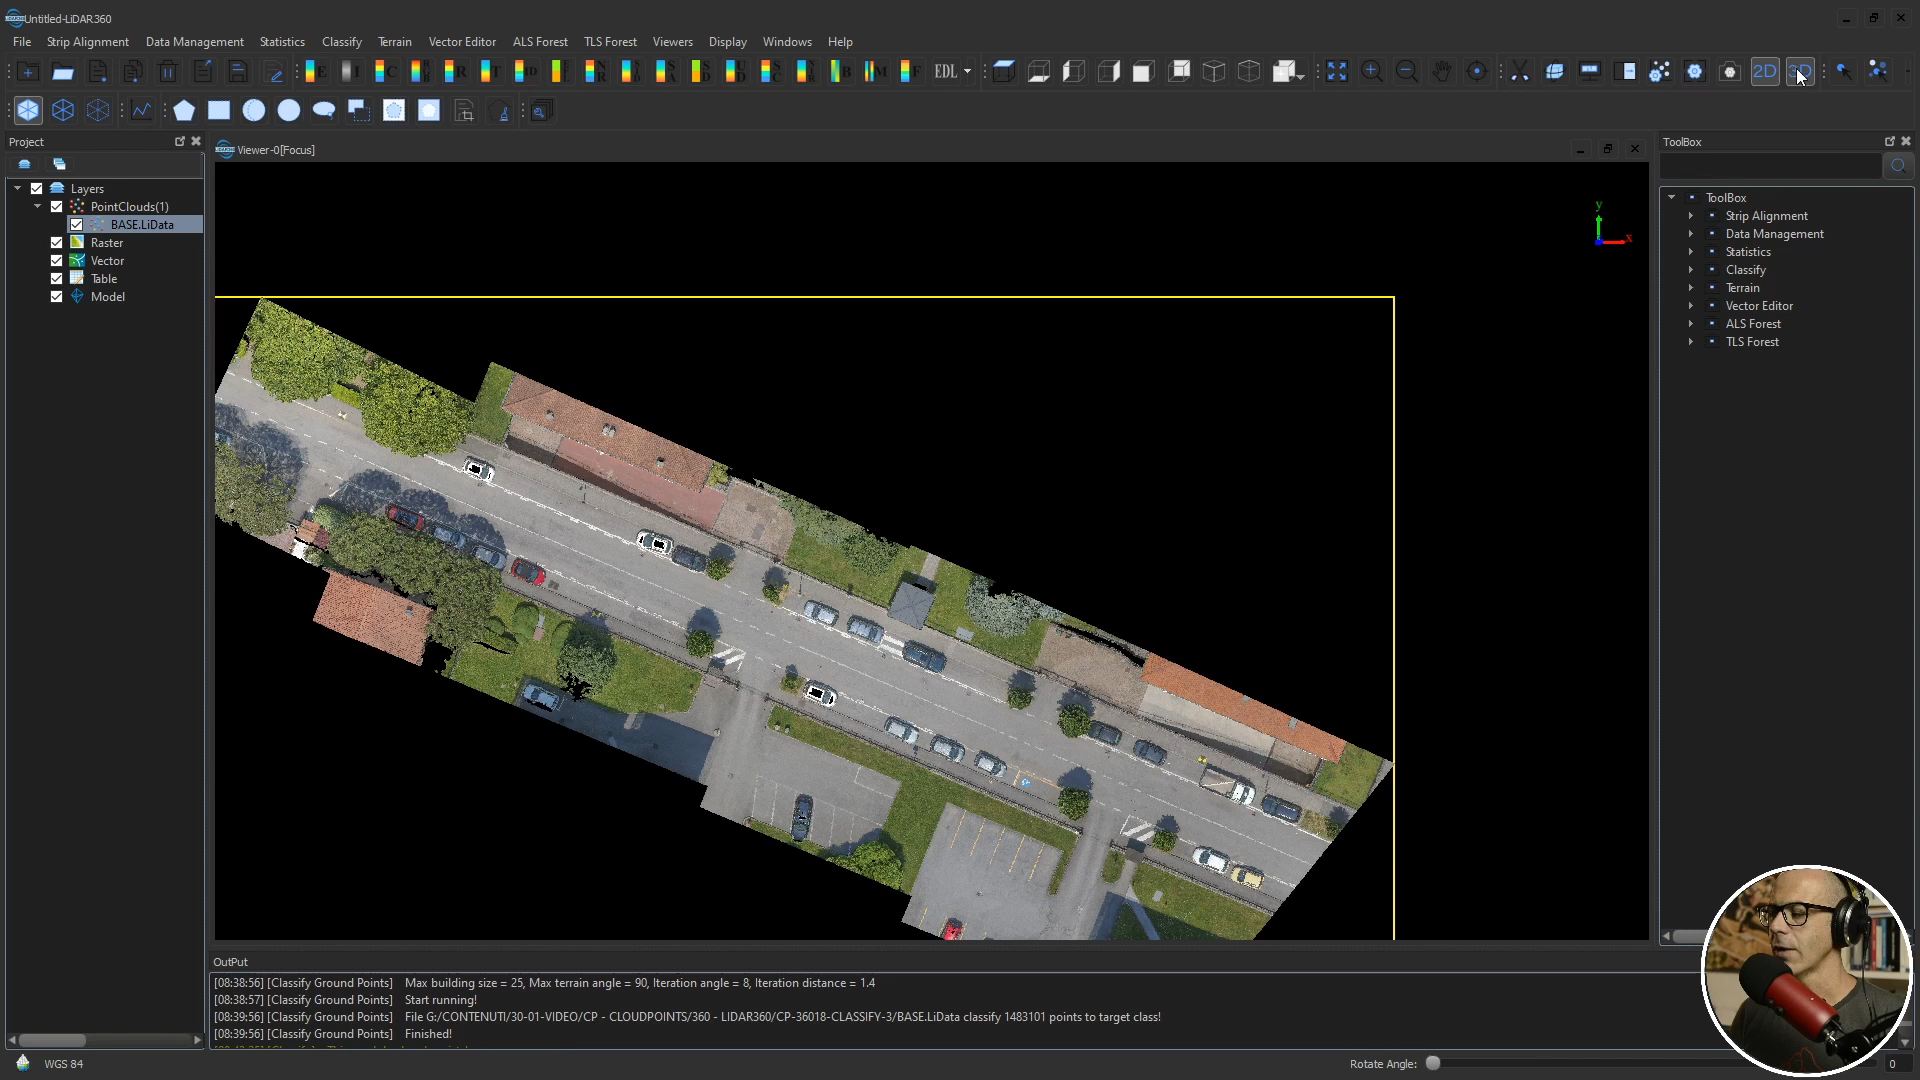 Untitled-LiDAR360
File Strip Alignment Data Management Statistics Classify Terrain Vector Editor ALS Forest TLS Forest Viewers Display Windows Help
EDL 2D 3D
Project
Viewer-0[Focus]
ToolBox
Layers
PointClouds(1)
BASE.LiData
Raster
Vector
Table
Model
y
x
ToolBox
Strip Alignment
Data Management
Statistics
Classify
Terrain
Vector Editor
ALS Forest
TLS Forest
OutPut
[08:38:56] [Classify Ground Points] Max building size = 25, Max terrain angle = 90, Iteration angle = 8, Iteration distance = 1.4
[08:38:57] [Classify Ground Points] Start running!
[08:39:56] [Classify Ground Points] File G:/CONTENUTI/30-01-VIDEO/CP - CLOUDPOINTS/360 - LIDAR360/CP-36018-CLASSIFY-3/BASE.LiData classify 1483101 points to target class!
[08:39:56] [Classify Ground Points] Finished!
WGS 84
Rotate Angle: 0